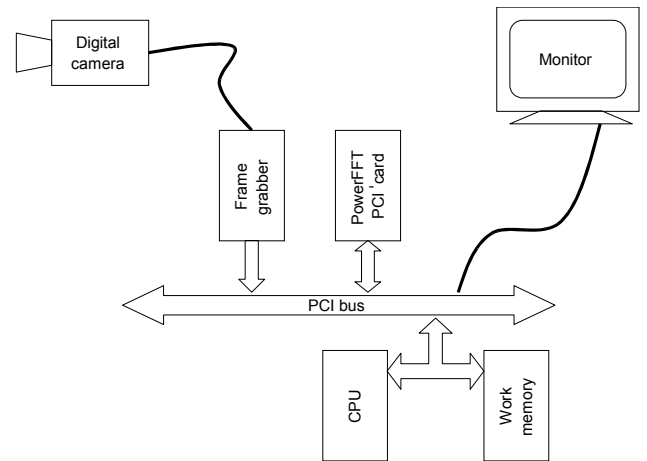 Digital
camera
Monitor
Frame
grabber
PowerFFT
PCI 'card
PCI bus
CPU
Work
memory